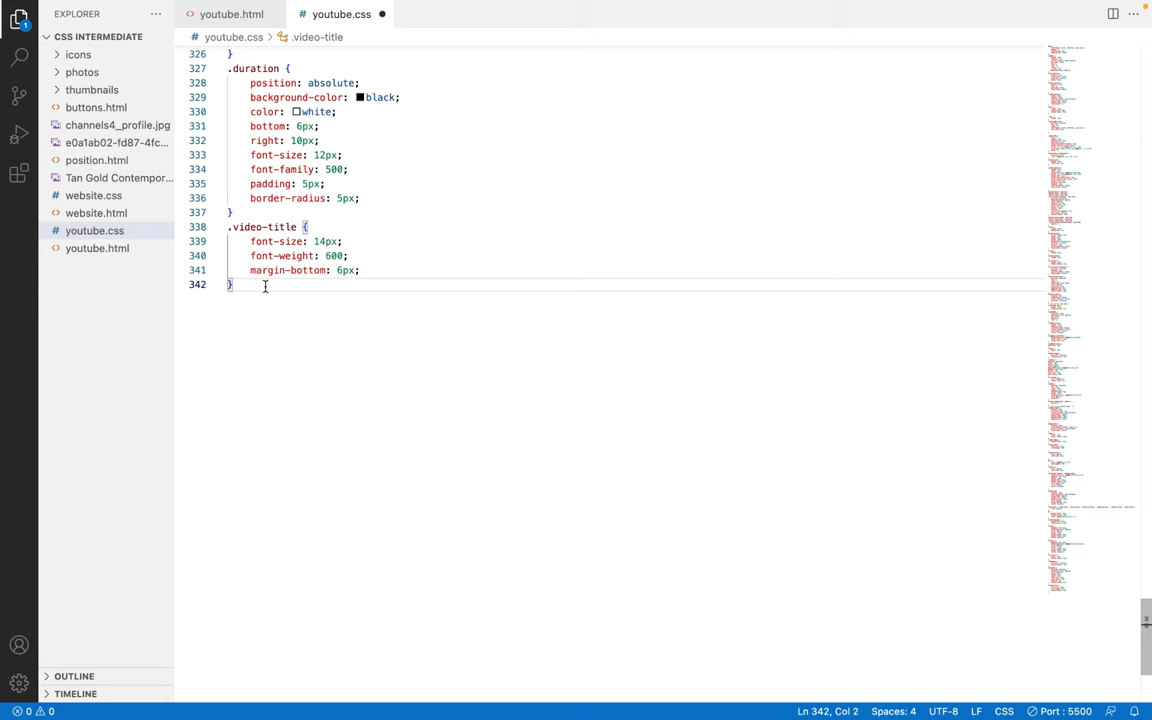 EXPLORER
youtube.html
youtube.css
CSS INTERMEDIATE
youtube.css > .video-title
icons
photos
thumbnails
buttons.html
channels4_profile.jpg
e0a1ab02-fd87-4fc...
position.html
Tan Gold Contempor...
website.css
website.html
youtube.css
youtube.html
1
326 }
327 .duration {
328 position: absolute;
329 background-color: black;
330 color: white;
331 bottom: 6px;
332 right: 10px;
333 font-size: 12px;
334 font-family: 500;
335 padding: 5px;
336 border-radius: 5px;
337 }
338 .video-title {
339 font-size: 14px;
340 font-weight: 600;
341 margin-bottom: 6px;
342 }
OUTLINE
TIMELINE
0 0
Ln 342, Col 2 Spaces: 4 UTF-8 LF CSS Port : 5500